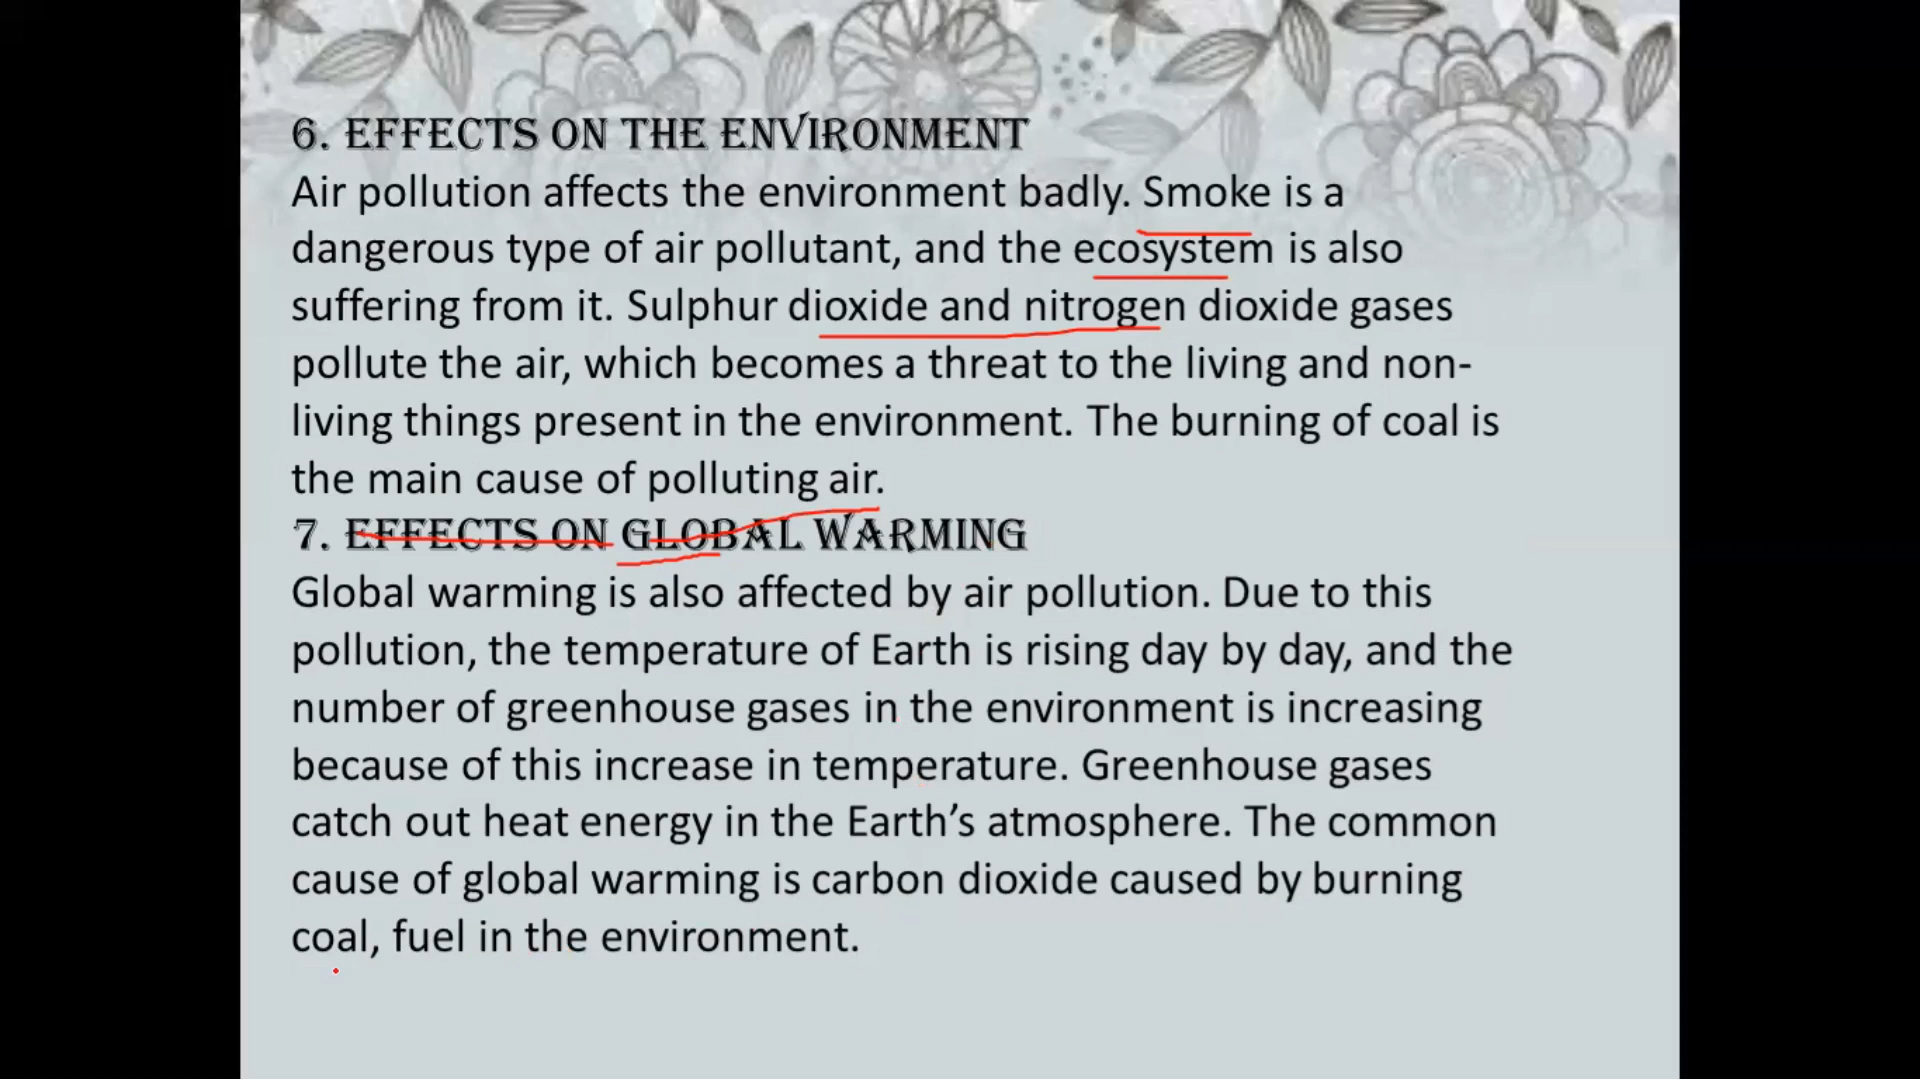 6. EFFECTS ON THE ENVIRONMENT
Air pollution affects the environment badly. Smoke is a
dangerous type of air pollutant, and the ecosystem is also
suffering from it. Sulphur dioxide and nitrogen dioxide gases
pollute the air, which becomes a threat to the living and non-
living things present in the environment. The burning of coal is
the main cause of polluting air.
7. EFFECTS ON GLOBAL WARMING
Global warming is also affected by air pollution. Due to this
pollution, the temperature of Earth is rising day by day, and the
number of greenhouse gases in the environment is increasing
because of this increase in temperature. Greenhouse gases
catch out heat energy in the Earth’s atmosphere. The common
cause of global warming is carbon dioxide caused by burning
coal, fuel in the environment.